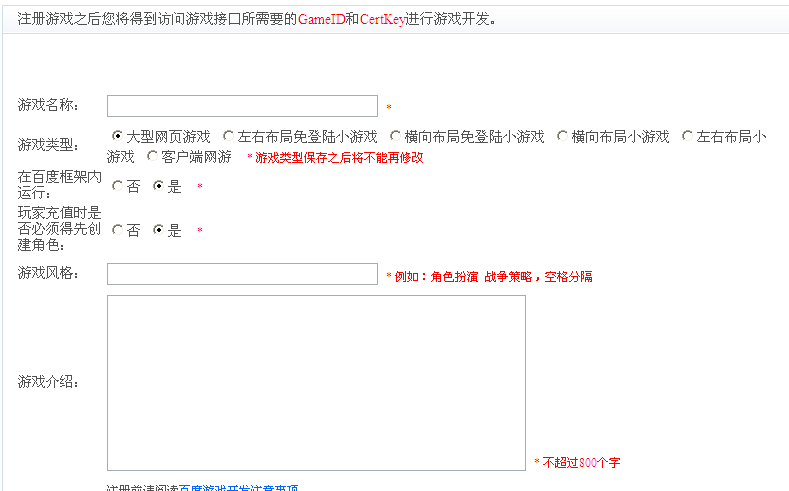 注册游戏之后您将得到访问游戏接口所需要的GameID和CertKey进行游戏开发。
游戏名称： *
游戏类型： 大型网页游戏 左右布局免登陆小游戏 横向布局免登陆小游戏 横向布局小游戏 左右布局小
游戏 客户端网游 * 游戏类型保存之后将不能再修改
在百度框架内
运行： 否 是 *
玩家充值时是
否必须得先创
建角色： 否 是 *
游戏风格： * 例如：角色扮演 战争策略，空格分隔
游戏介绍：
* 不超过800个字
注册前请阅读百度游戏开发注意事项